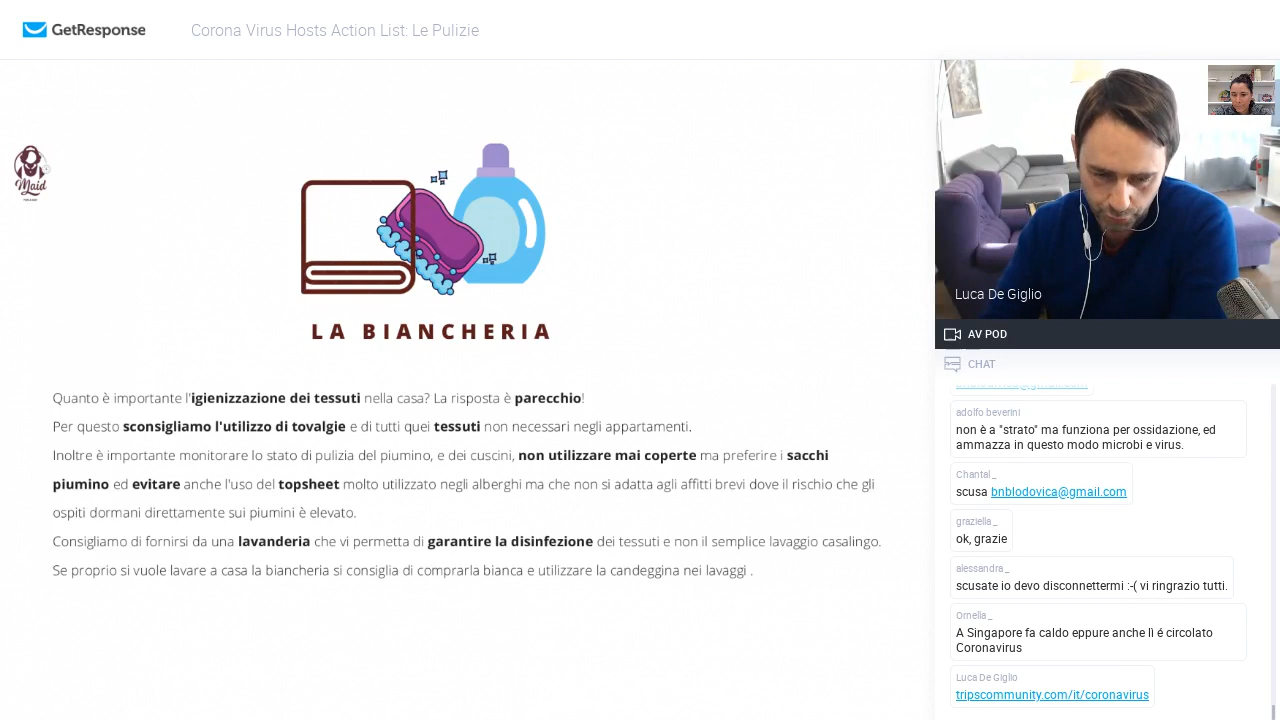 GetResponse
Corona Virus Hosts Action List: Le Pulizie
Maid
LA BIANCHERIA
Quanto è importante l'igienizzazione dei tessuti nella casa? La risposta è parecchio!
Per questo sconsigliamo l'utilizzo di tovalgie e di tutti quei tessuti non necessari negli appartamenti.
Inoltre è importante monitorare lo stato di pulizia del piumino, e dei cuscini, non utilizzare mai coperte ma preferire i sacchi
piumino ed evitare anche l'uso del topsheet molto utilizzato negli alberghi ma che non si adatta agli affitti brevi dove il rischio che gli
ospiti dormani direttamente sui piumini è elevato.
Consigliamo di fornirsi da una lavanderia che vi permetta di garantire la disinfezione dei tessuti e non il semplice lavaggio casalingo.
Se proprio si vuole lavare a casa la biancheria si consiglia di comprarla bianca e utilizzare la candeggina nei lavaggi .
Luca De Giglio
AV POD
CHAT
adolfo beverini
non è a "strato" ma funziona per ossidazione, ed
ammazza in questo modo microbi e virus.
Chantal _
scusa bnblodovica@gmail.com
graziella _
ok, grazie
alessandra _
scusate io devo disconnettermi :-( vi ringrazio tutti.
Ornella _
A Singapore fa caldo eppure anche lì é circolato
Coronavirus
Luca De Giglio
tripscommunity.com/it/coronavirus